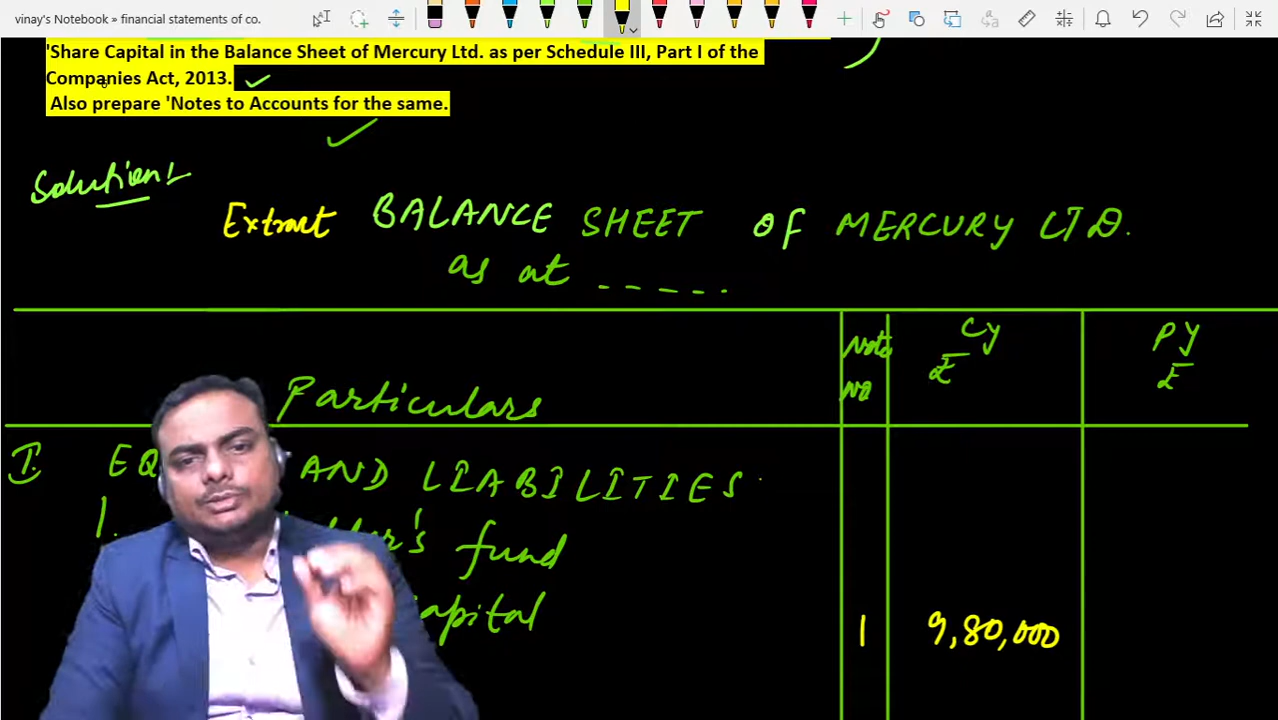 vinay's Notebook » financial statements of co.
'Share Capital in the Balance Sheet of Mercury Ltd. as per Schedule III, Part I of the
Companies Act, 2013.
Also prepare 'Notes to Accounts for the same.
Solution:
Extract BALANCE SHEET OF MERCURY LTD.
as at -----.
Particulars Note No Cy ₹ PY ₹
I. EQ AND LIABILITIES
1. er's fund
apital 1 9,80,000